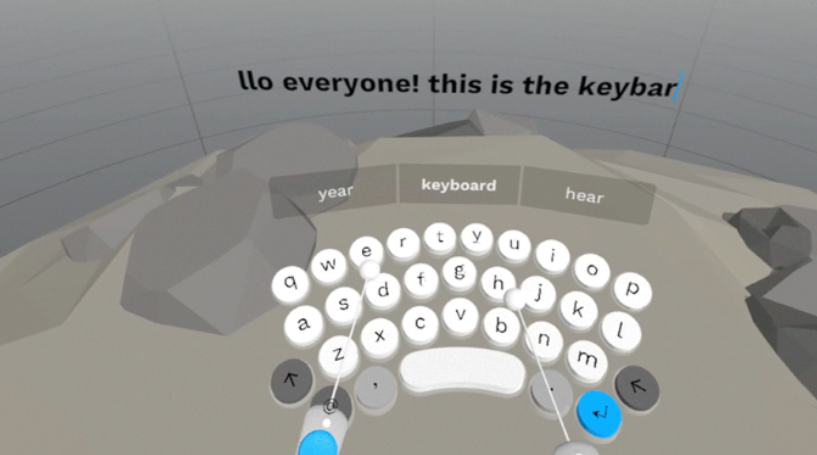 llo everyone! this is the keybar
year keyboard hear
q w e r t y u i o p
a s d f g h j k l
z x c v b n m
@ , .